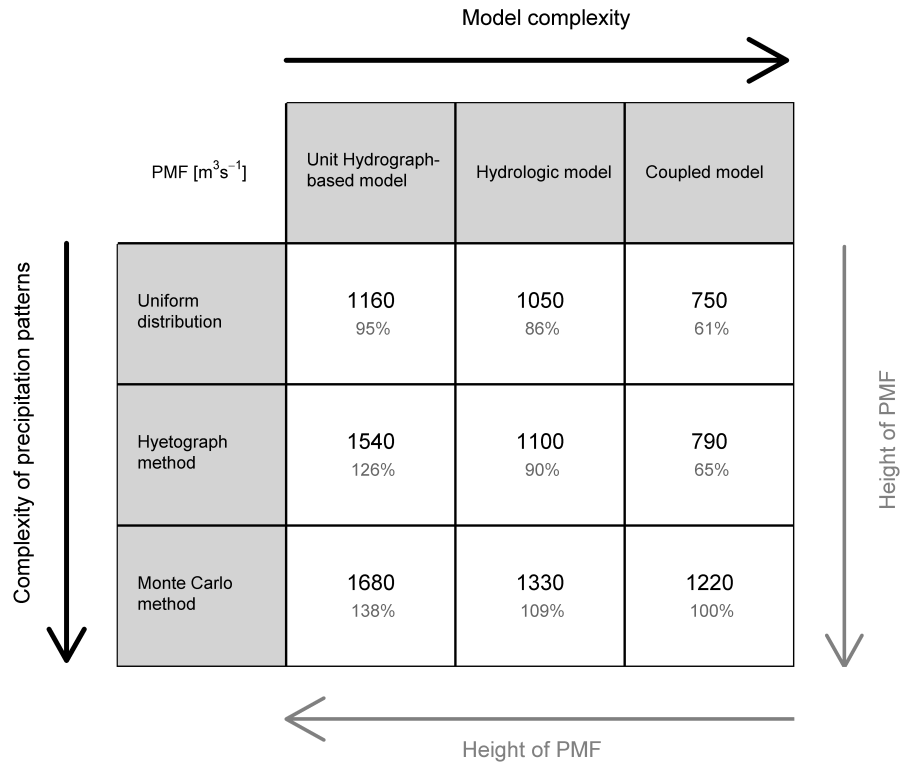 Model complexity
PMF [m³s⁻¹]
Unit Hydrograph-
based model
Hydrologic model
Coupled model
Complexity of precipitation patterns
Uniform
distribution
1160
95%
1050
86%
750
61%
Hyetograph
method
1540
126%
1100
90%
790
65%
Monte Carlo
method
1680
138%
1330
109%
1220
100%
Height of PMF
Height of PMF